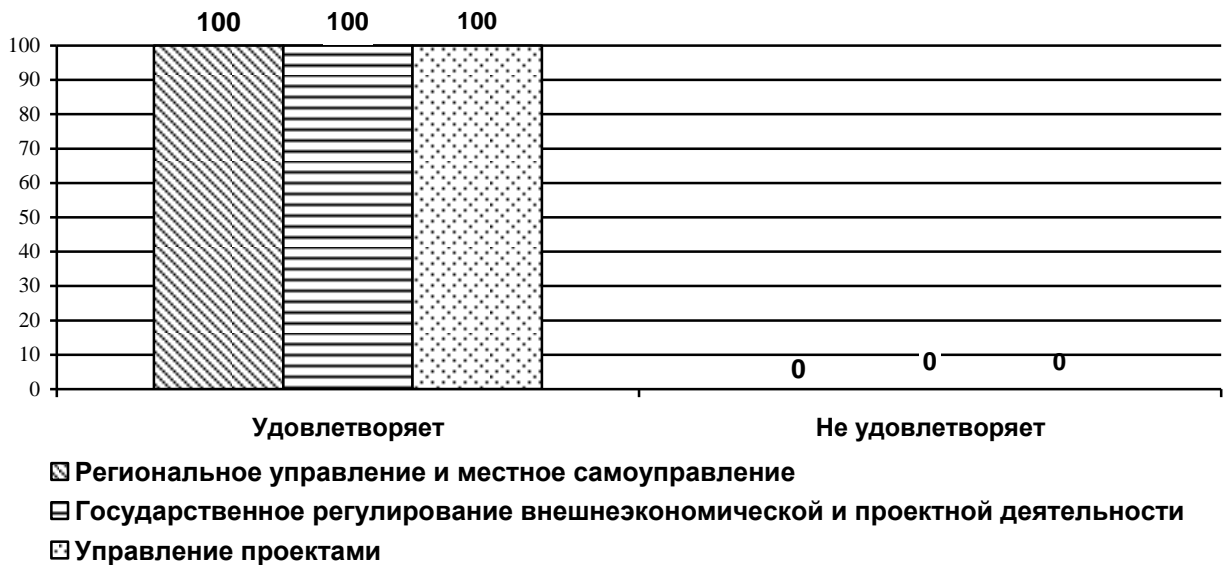 100 100 100
100
90
80
70
60
50
40
30
20
10
0
0 0 0
Удовлетворяет Не удовлетворяет
Региональное управление и местное самоуправление
Государственное регулирование внешнеэкономической и проектной деятельности
Управление проектами